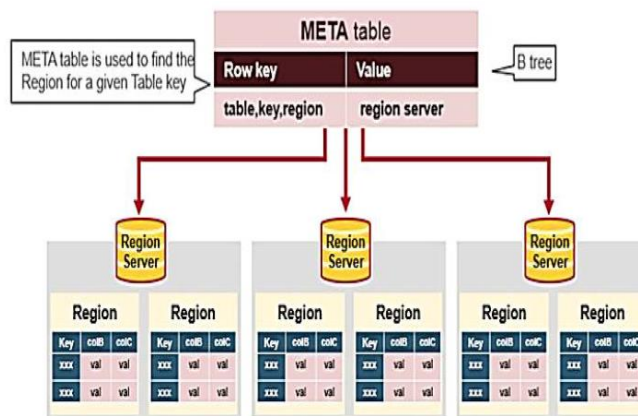 META table
META table is used to find the
Region for a given Table key
Row key Value
B tree
table,key,region region server
Region
Server
Region
Server
Region
Server
Region Region
Key colB colC Key colB colC
xxx val val xxx val val
xxx val val xxx val val
Region Region
Key colB colC Key colB colC
xxx val val xxx val val
xxx val val xxx val val
Region Region
Key colB colC Key colB colC
xxx val val xxx val val
xxx val val xxx val val